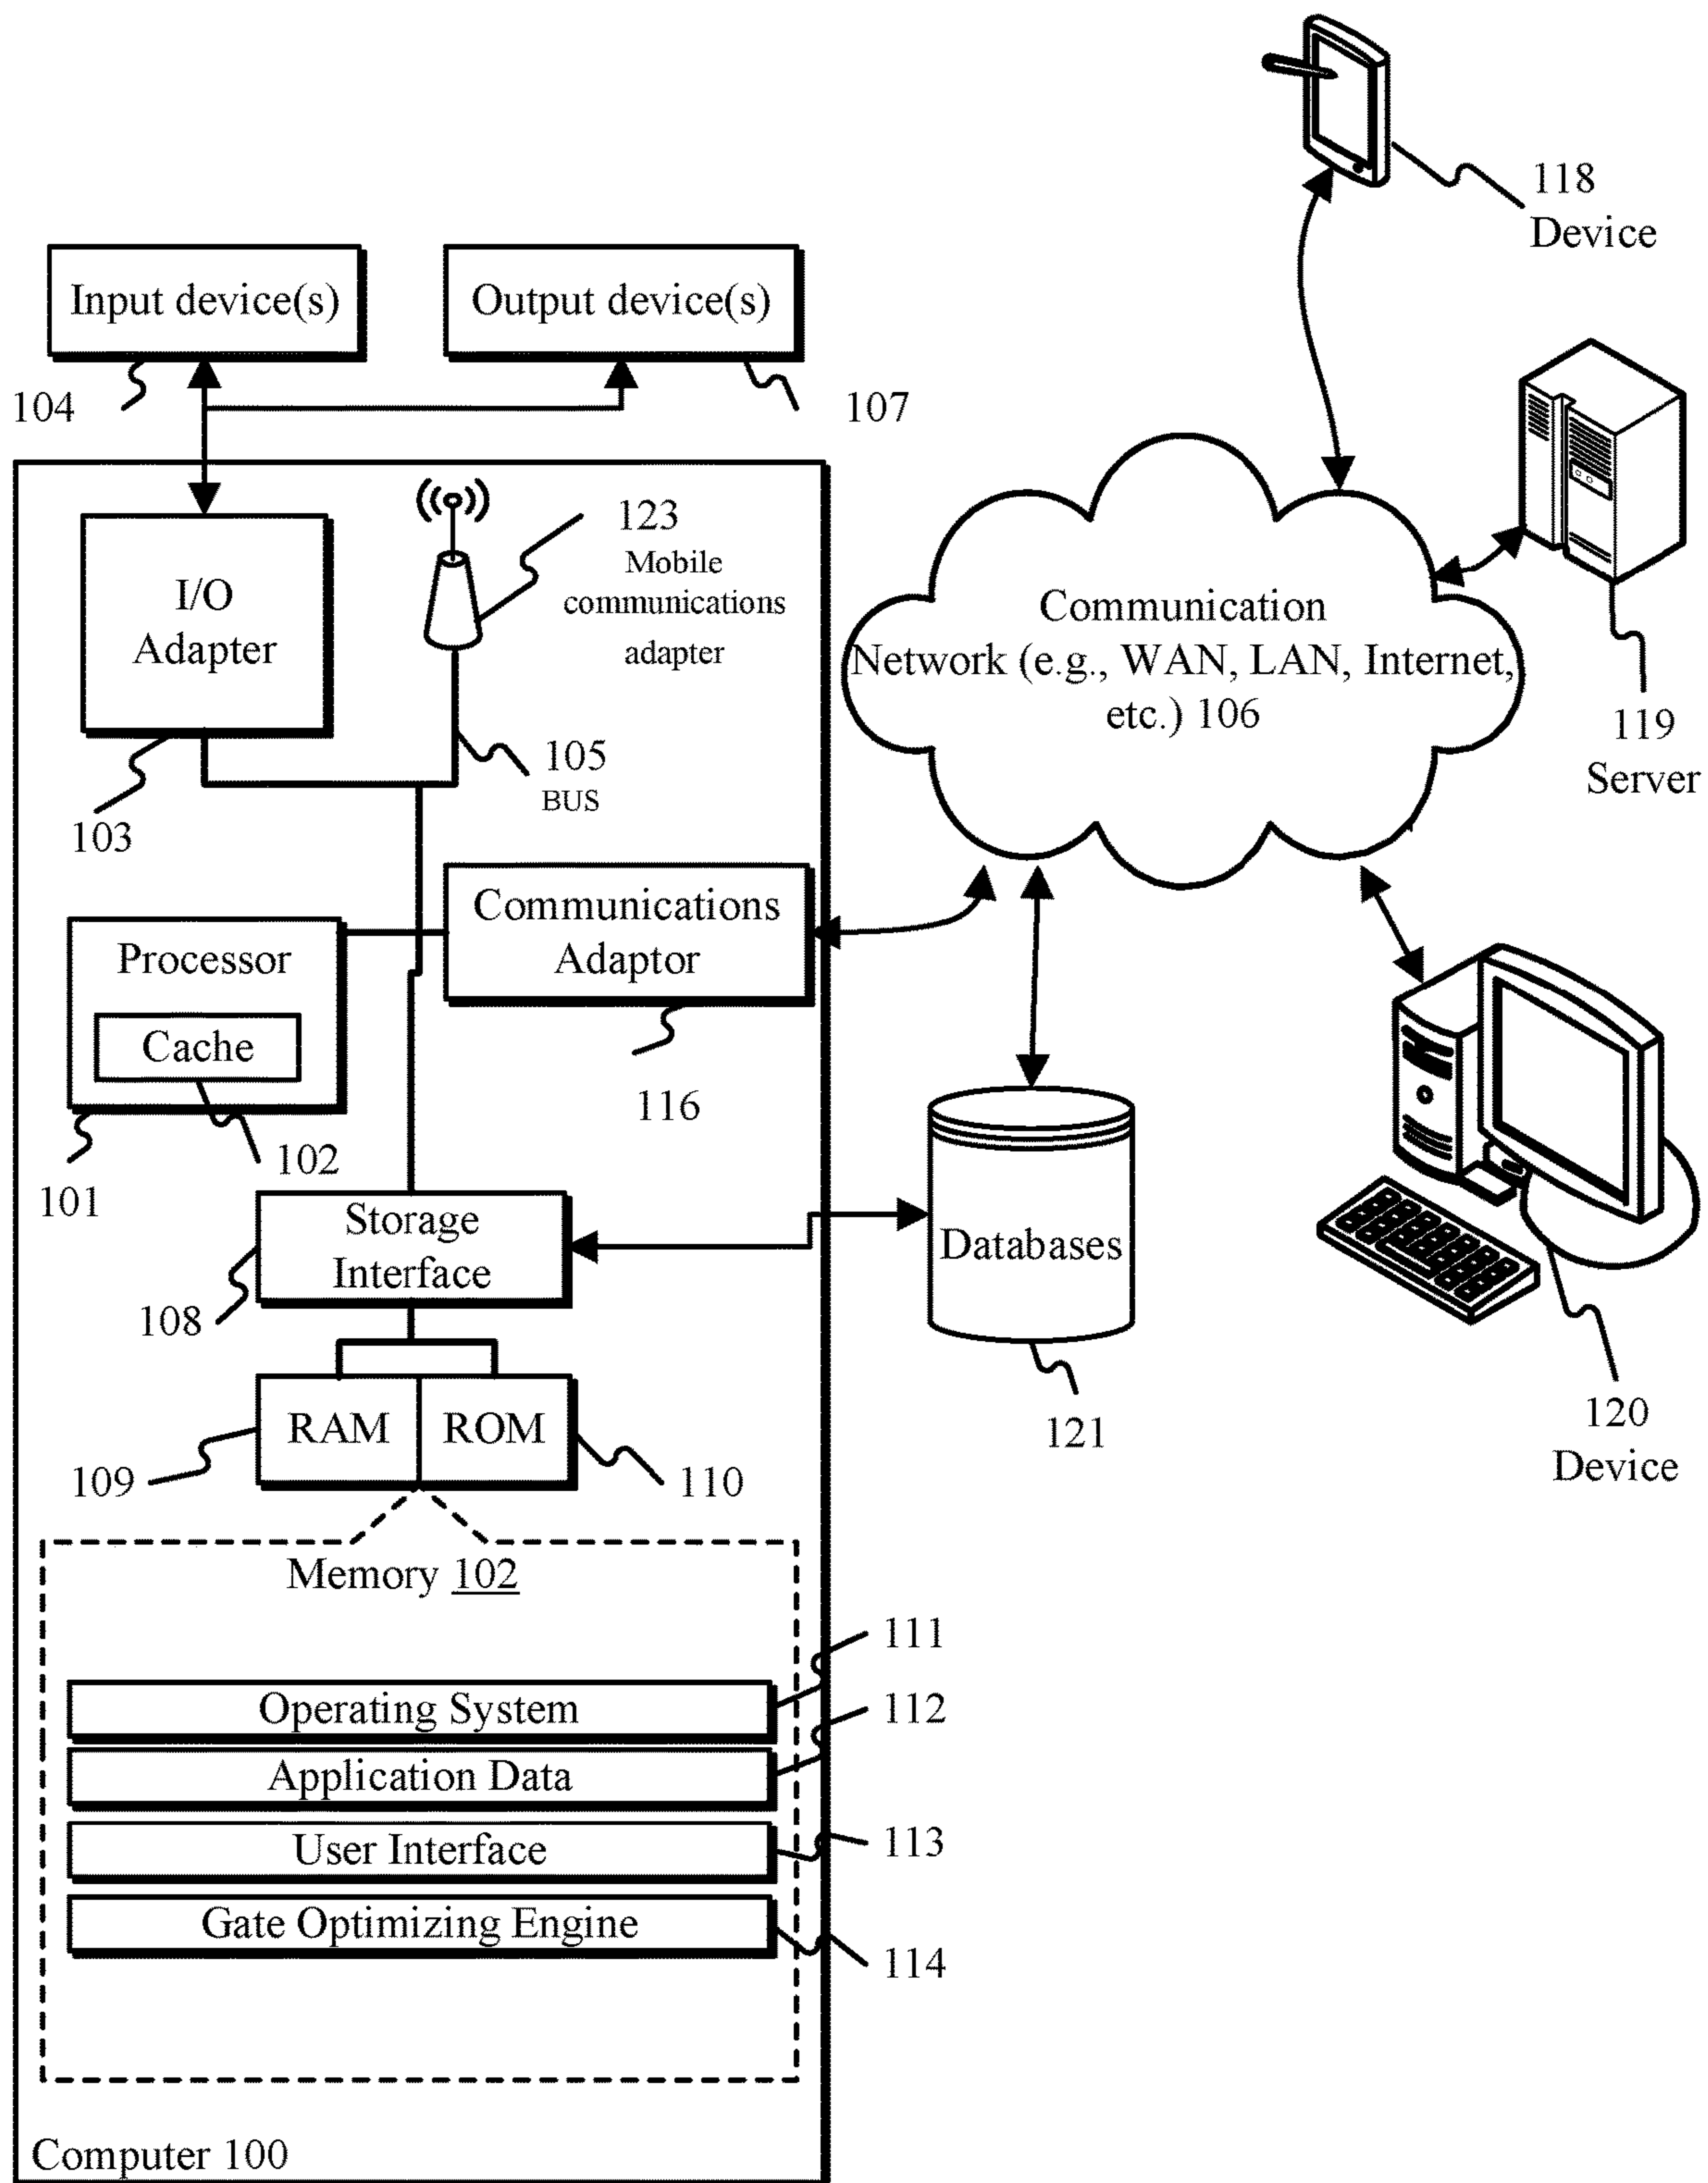 118
Device
Input device(s)
Output device(s)
104
107
123
Mobile
communications
adapter
I/O
Adapter
Communication
Network (e.g., WAN, LAN, Internet,
etc.) 106
119
Server
105
BUS
103
Communications
Adaptor
Processor
Cache
116
102
101
Storage
Interface
Databases
108
RAM
ROM
109
110
121
120
Device
Memory 102
111
Operating System
112
Application Data
113
User Interface
Gate Optimizing Engine
114
Computer 100